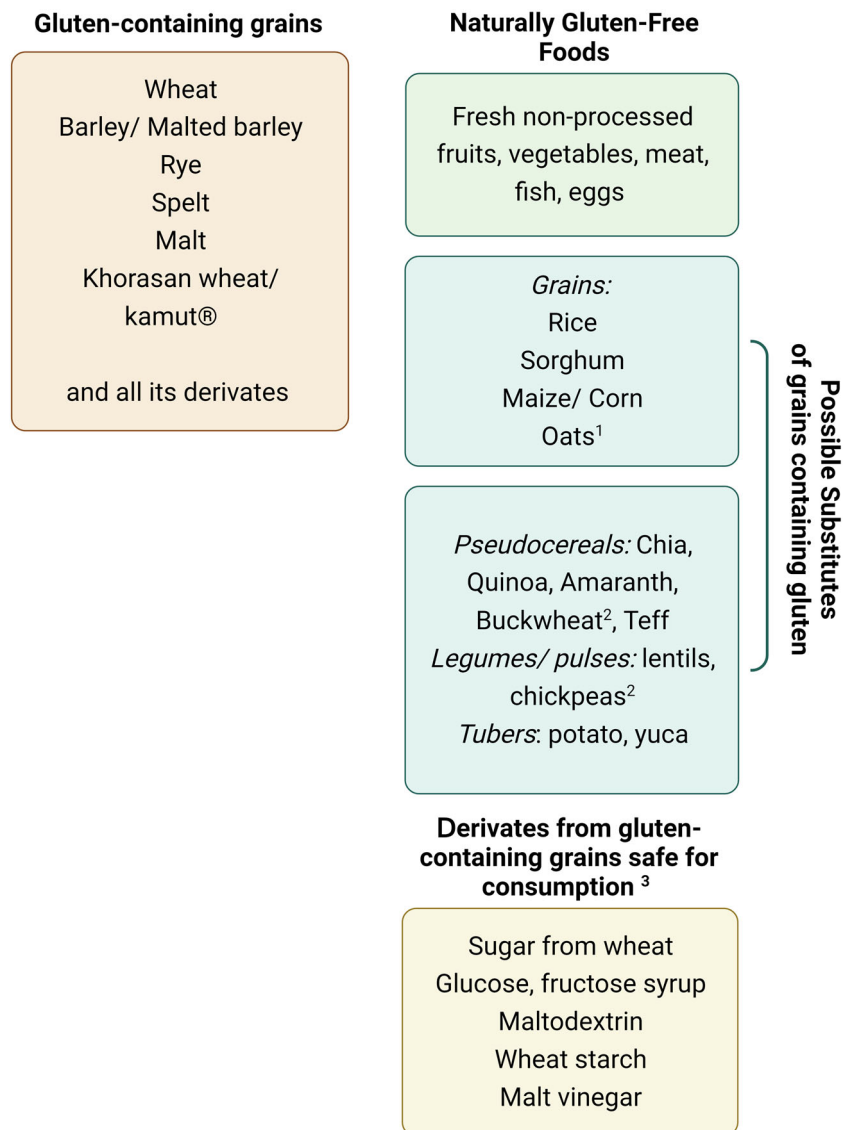 Gluten-containing grains
Wheat
Barley/ Malted barley
Rye
Spelt
Malt
Khorasan wheat/
kamut®
and all its derivates
Naturally Gluten-Free
Foods
Fresh non-processed
fruits, vegetables, meat,
fish, eggs
Grains:
Rice
Sorghum
Maize/ Corn
Oats¹
Pseudocereals: Chia,
Quinoa, Amaranth,
Buckwheat², Teff
Legumes/ pulses: lentils,
chickpeas²
Tubers: potato, yuca
Possible Substitutes
of grains containing gluten
Derivates from gluten-
containing grains safe for
consumption ³
Sugar from wheat
Glucose, fructose syrup
Maltodextrin
Wheat starch
Malt vinegar